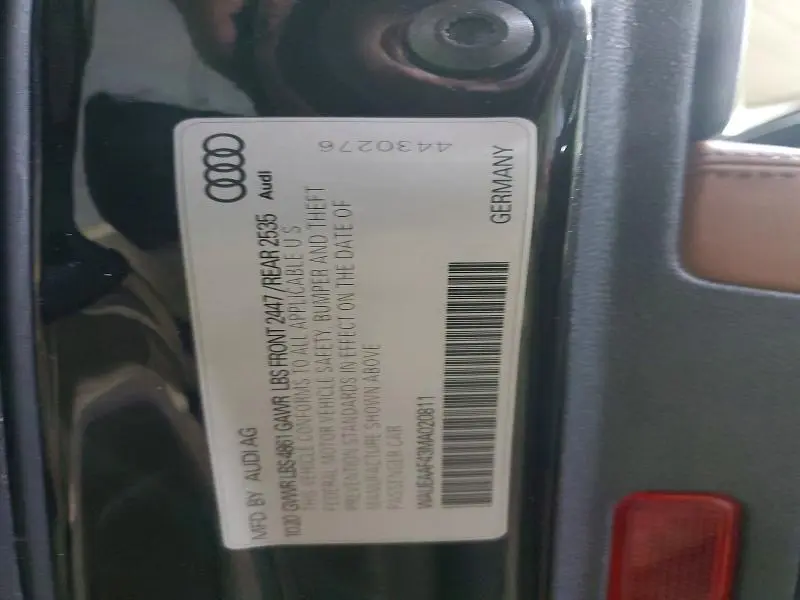 4430276
Audi
MFD BY AUDI AG
10/20 GVWR LBS 4861 GAWR LBS FRONT 2447/REAR 2535
THIS VEHICLE CONFORMS TO ALL APPLICABLE U S
FEDERAL MOTOR VEHICLE SAFETY, BUMPER AND THEFT
PREVENTION STANDARDS IN EFFECT ON THE DATE OF
MANUFACTURE SHOWN ABOVE
PASSENGER CAR
WAUEAAF43MA020811
GERMANY